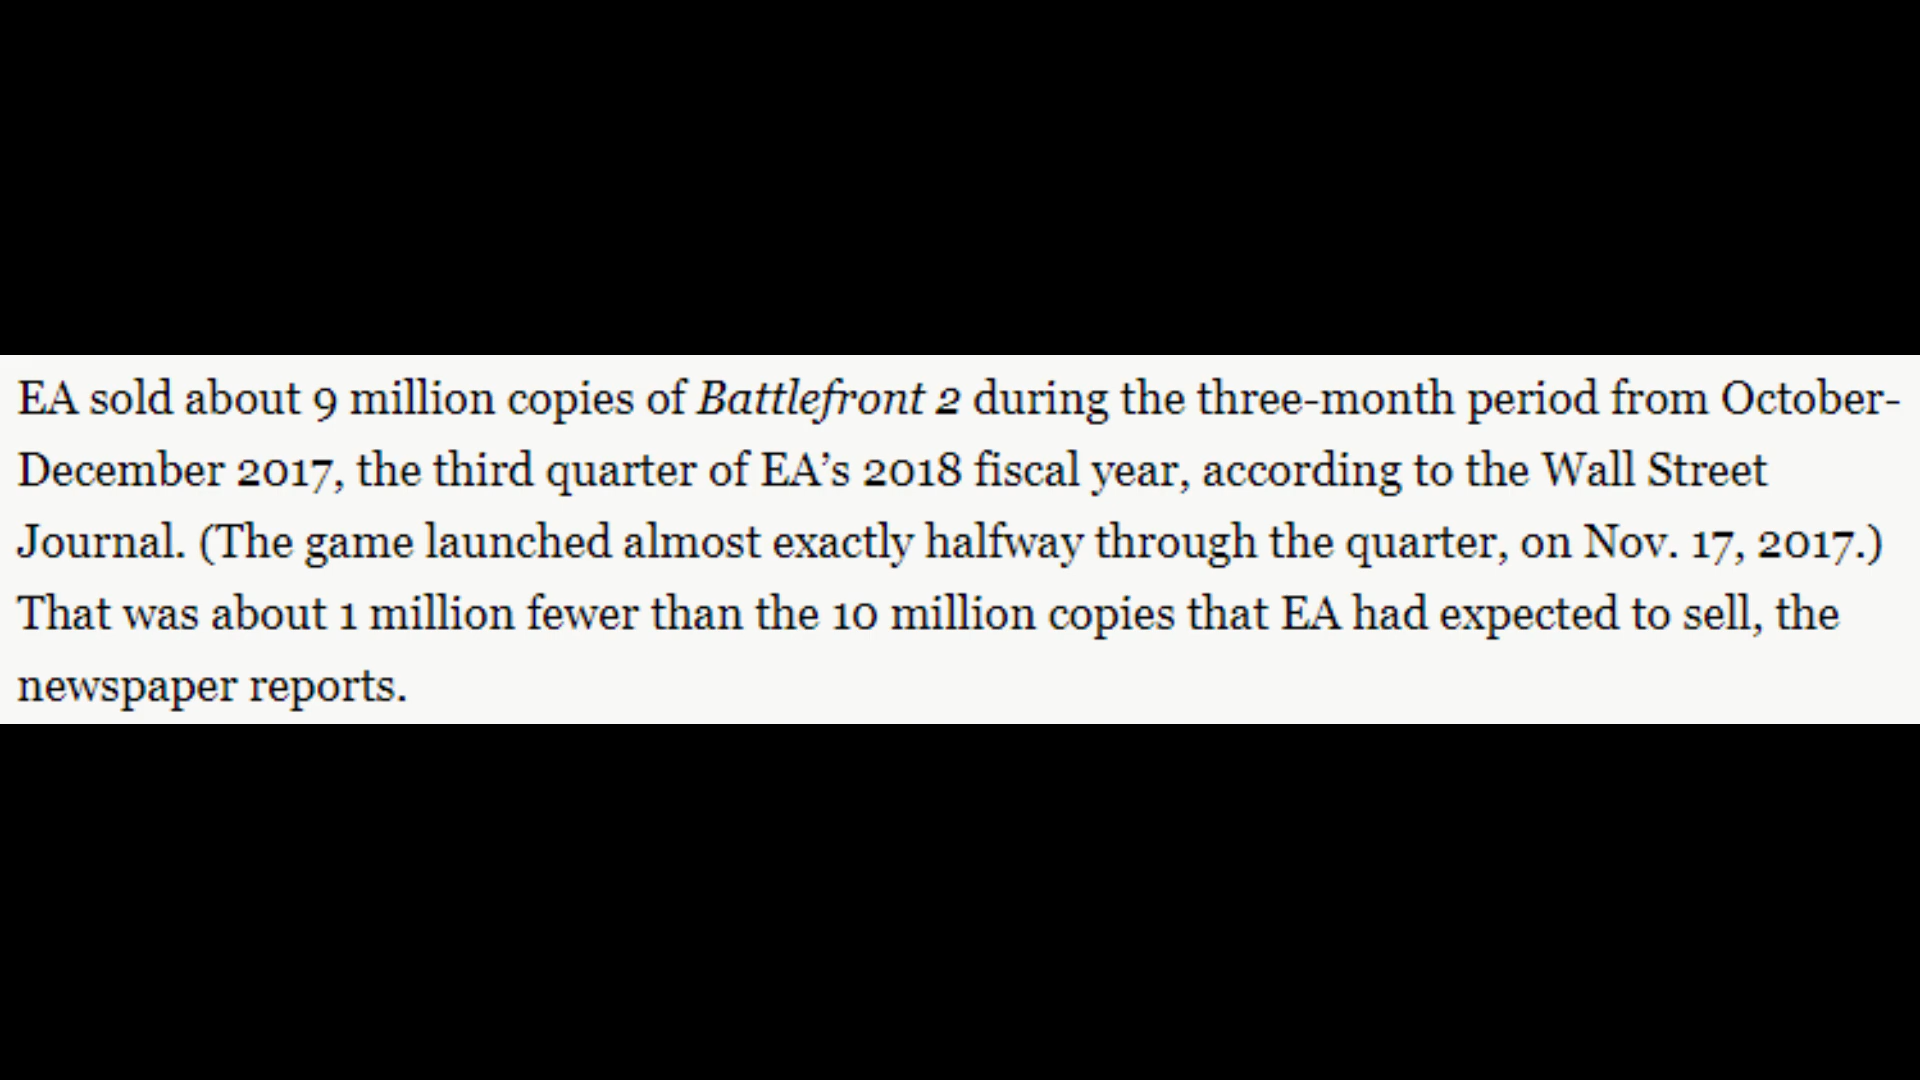 EA sold about 9 million copies of Battlefront 2 during the three-month period from October-
December 2017, the third quarter of EA’s 2018 fiscal year, according to the Wall Street
Journal. (The game launched almost exactly halfway through the quarter, on Nov. 17, 2017.)
That was about 1 million fewer than the 10 million copies that EA had expected to sell, the
newspaper reports.